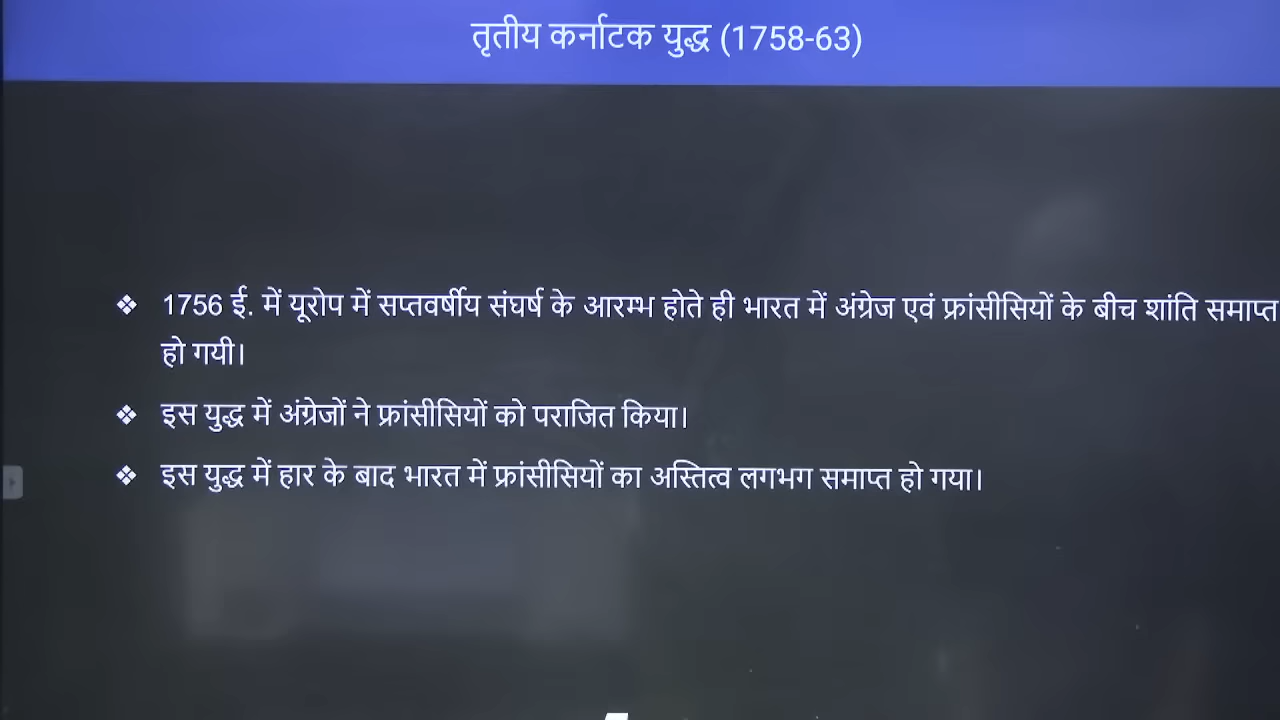 तृतीय कर्नाटक युद्ध (1758-63)
❖ 1756 ई. में यूरोप में सप्तवर्षीय संघर्ष के आरम्भ होते ही भारत में अंग्रेज एवं फ्रांसीसियों के बीच शांति समाप्त
हो गयी।
❖ इस युद्ध में अंग्रेजों ने फ्रांसीसियों को पराजित किया।
❖ इस युद्ध में हार के बाद भारत में फ्रांसीसियों का अस्तित्व लगभग समाप्त हो गया।